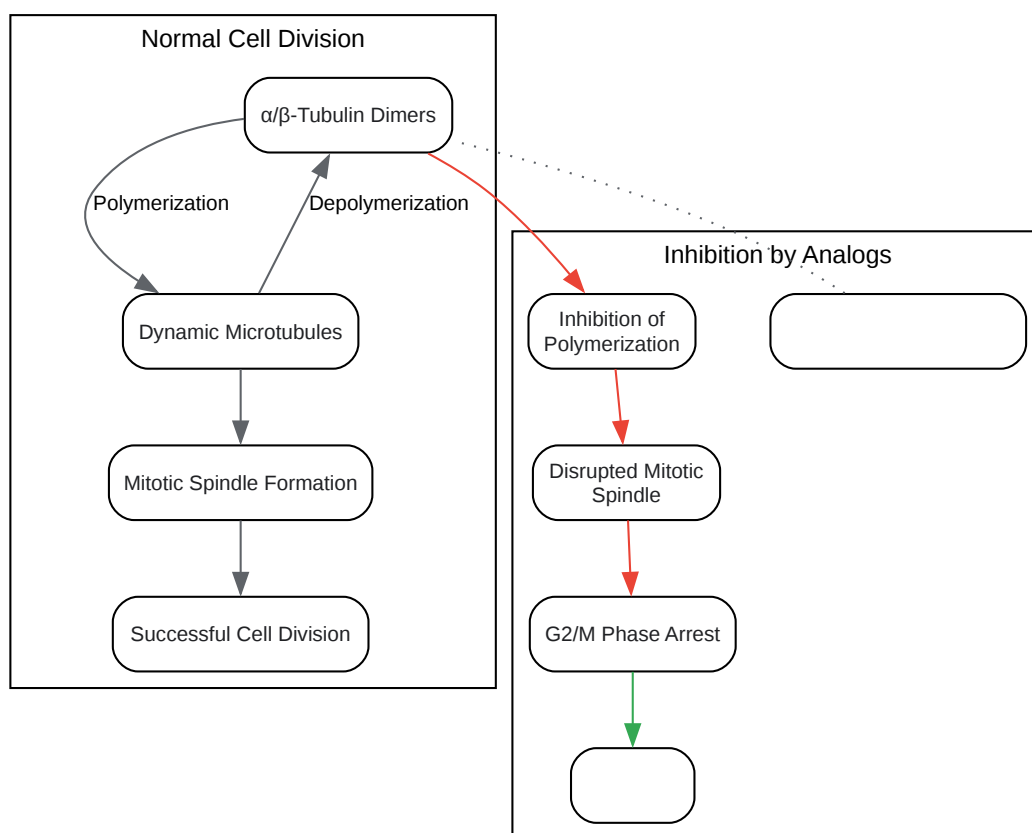 Normal Cell Division
α/β-Tubulin Dimers
Polymerization
Depolymerization
Dynamic Microtubules
Mitotic Spindle Formation
Successful Cell Division
Inhibition by Analogs
Inhibition of
Polymerization
Disrupted Mitotic
Spindle
G2/M Phase Arrest